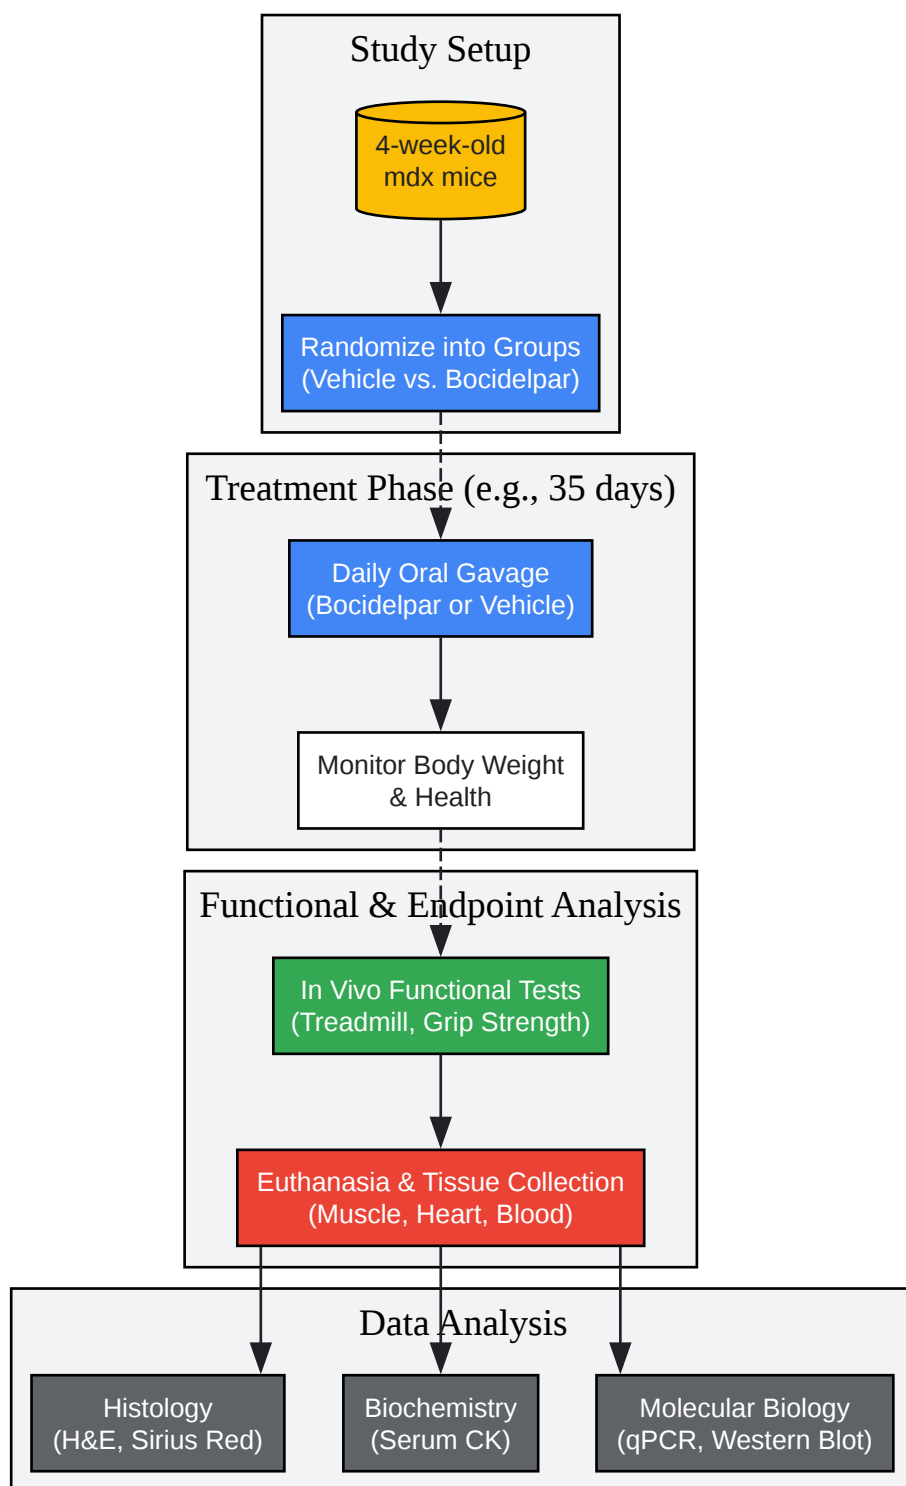 Study Setup
4-week-old
mdx mice
Randomize into Groups
(Vehicle vs. Bocidelpar)
Treatment Phase (e.g., 35 days)
Daily Oral Gavage
(Bocidelpar or Vehicle)
Monitor Body Weight
& Health
Functional & Endpoint Analysis
In Vivo Functional Tests
(Treadmill, Grip Strength)
Euthanasia & Tissue Collection
(Muscle, Heart, Blood)
Data Analysis
Histology
(H&E, Sirius Red)
Biochemistry
(Serum CK)
Molecular Biology
(qPCR, Western Blot)